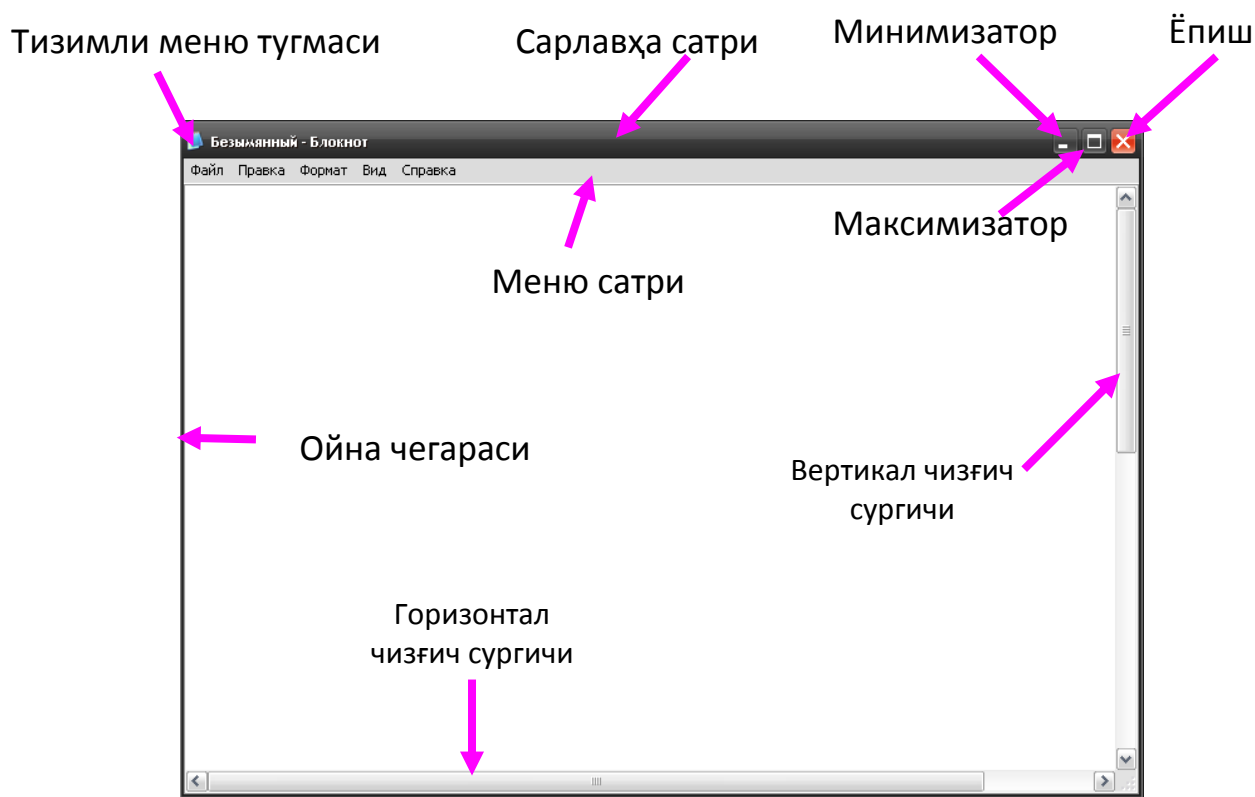 Тизимли меню тугмаси
Сарлавҳа сатри
Минимизатор
Ёпиш
Безымянный - Блокнот
Файл Правка Формат Вид Справка
Максимизатор
Меню сатри
Ойна чегараси
Вертикал чизғич
сургичи
Горизонтал
чизғич сургичи